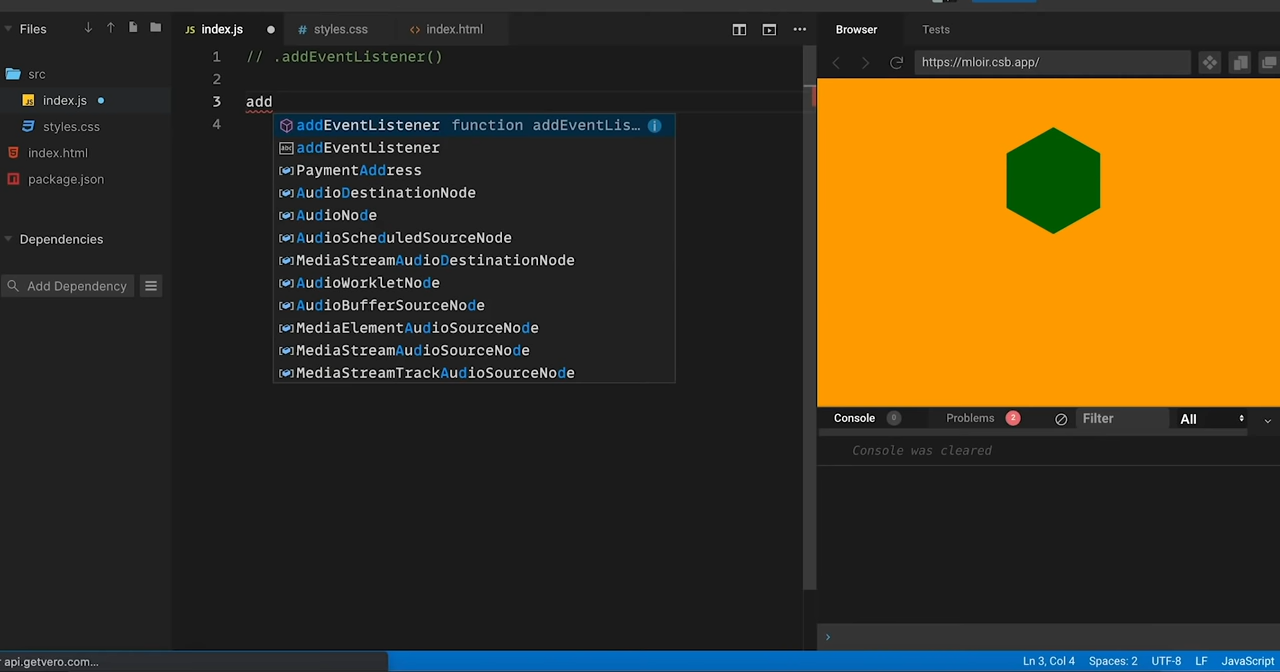 Files
JS index.js
# styles.css
<> index.html
Browser
Tests
https://mloir.csb.app/
src
JS index.js
styles.css
index.html
package.json
Dependencies
Add Dependency
1 // .addEventListener()
2
3 add
4
addEventListener function addEventLis…
abc addEventListener
PaymentAddress
AudioDestinationNode
AudioNode
AudioScheduledSourceNode
MediaStreamAudioDestinationNode
AudioWorkletNode
AudioBufferSourceNode
MediaElementAudioSourceNode
MediaStreamAudioSourceNode
MediaStreamTrackAudioSourceNode
Console 0 Problems 2 Filter All
Console was cleared
api.getvero.com...
Ln 3, Col 4 Spaces: 2 UTF-8 LF JavaScript